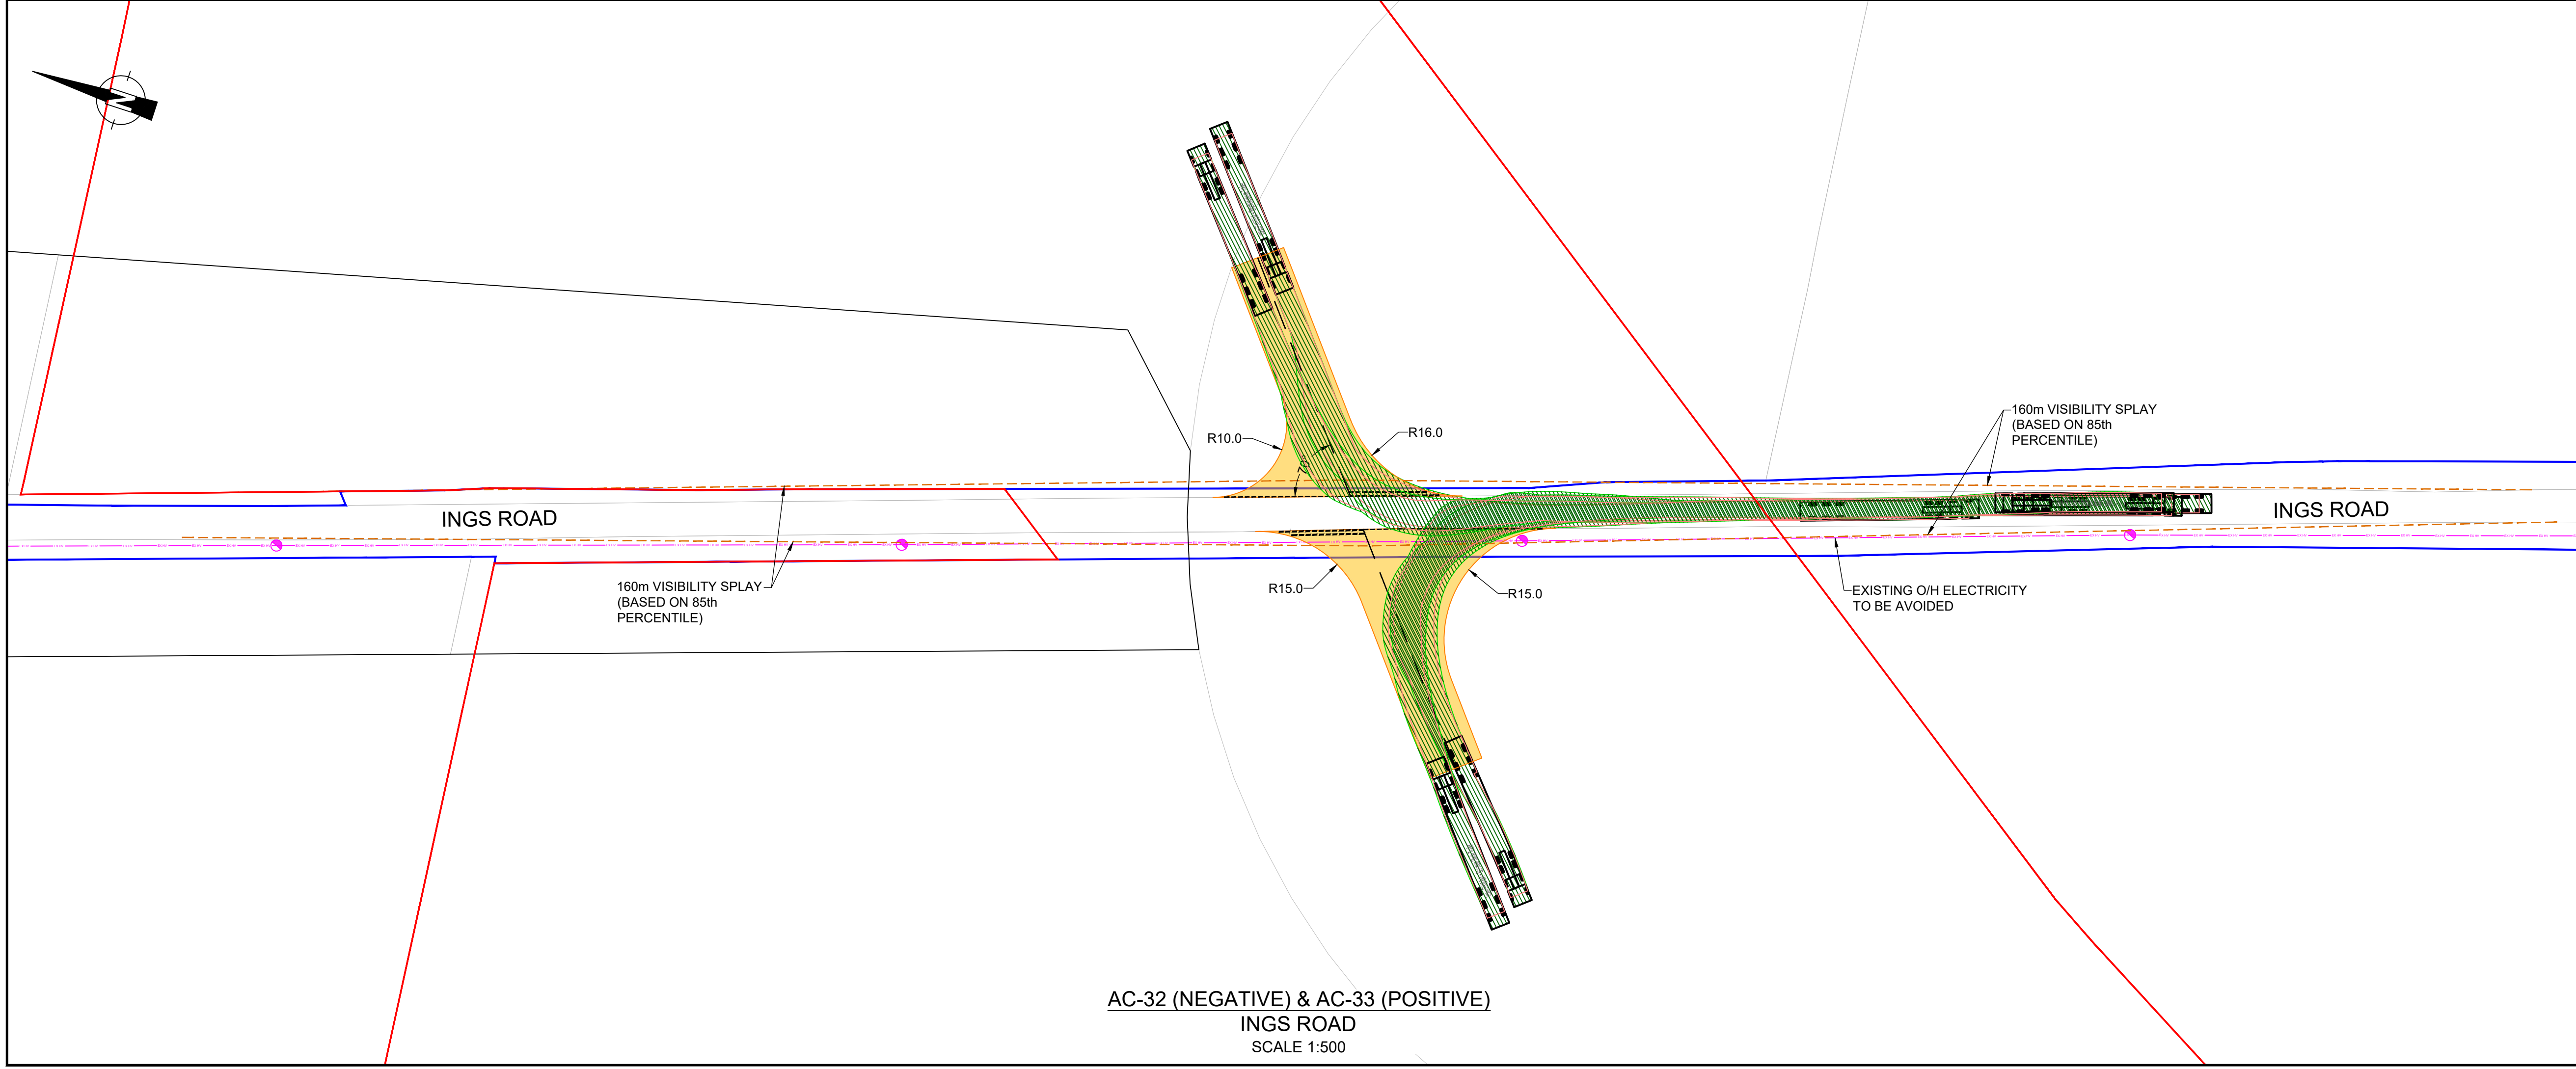 R10.0
R16.0
70°
160m VISIBILITY SPLAY
(BASED ON 85th
PERCENTILE)
INGS ROAD
INGS ROAD
160m VISIBILITY SPLAY
(BASED ON 85th
PERCENTILE)
R15.0
R15.0
EXISTING O/H ELECTRICITY
TO BE AVOIDED
AC-32 (NEGATIVE) & AC-33 (POSITIVE)
INGS ROAD
SCALE 1:500